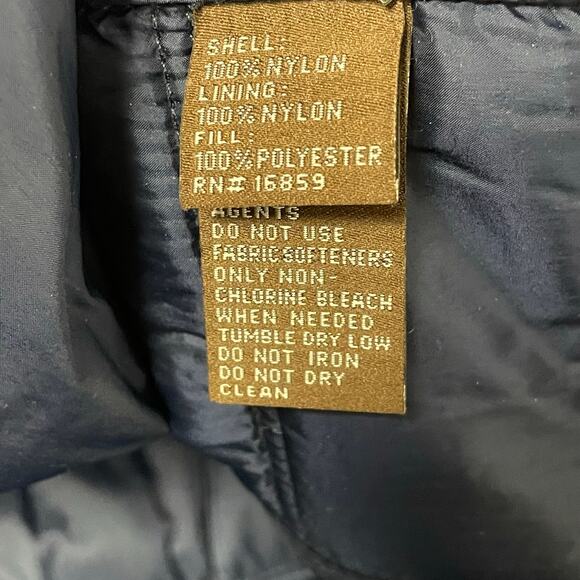 SHELL:
100% NYLON
LINING:
100% NYLON
FILL:
100% POLYESTER
RN# 16859
AGENTS
DO NOT USE
FABRIC SOFTENERS
ONLY NON-
CHLORINE BLEACH
WHEN NEEDED
TUMBLE DRY LOW
DO NOT IRON
DO NOT DRY
CLEAN